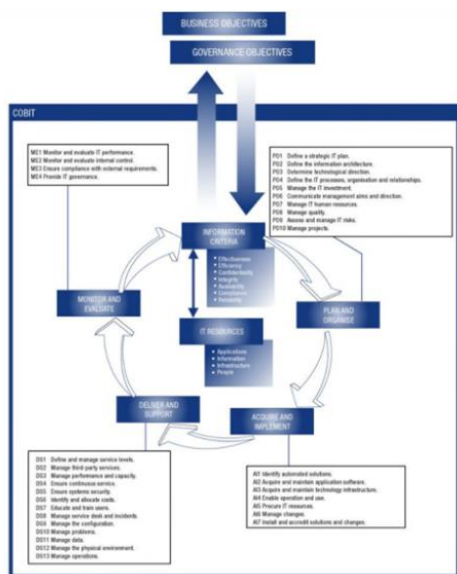 BUSINESS OBJECTIVES
GOVERNANCE OBJECTIVES
COBIT
ME1 Monitor and evaluate IT performance.
ME2 Monitor and evaluate internal control.
ME3 Ensure compliance with external requirements.
ME4 Provide IT governance.
PO1 Define a strategic IT plan.
PO2 Define the information architecture.
PO3 Determine technological direction.
PO4 Define the IT processes, organisation and relationships.
PO5 Manage the IT investment.
PO6 Communicate management aims and direction.
PO7 Manage IT human resources.
PO8 Manage quality.
PO9 Assess and manage IT risks.
PO10 Manage projects.
INFORMATION
CRITERIA
• Effectiveness
• Efficiency
• Confidentiality
• Integrity
• Availability
• Compliance
• Reliability
MONITOR AND
EVALUATE
PLAN AND
ORGANISE
IT RESOURCES
• Applications
• Information
• Infrastructure
• People
DELIVER AND
SUPPORT
ACQUIRE AND
IMPLEMENT
DS1 Define and manage service levels.
DS2 Manage third-party services.
DS3 Manage performance and capacity.
DS4 Ensure continuous service.
DS5 Ensure systems security.
DS6 Identify and allocate costs.
DS7 Educate and train users.
DS8 Manage service desk and incidents.
DS9 Manage the configuration.
DS10 Manage problems.
DS11 Manage data.
DS12 Manage the physical environment.
DS13 Manage operations.
AI1 Identify automated solutions.
AI2 Acquire and maintain application software.
AI3 Acquire and maintain technology infrastructure.
AI4 Enable operation and use.
AI5 Procure IT resources.
AI6 Manage changes.
AI7 Install and accredit solutions and changes.